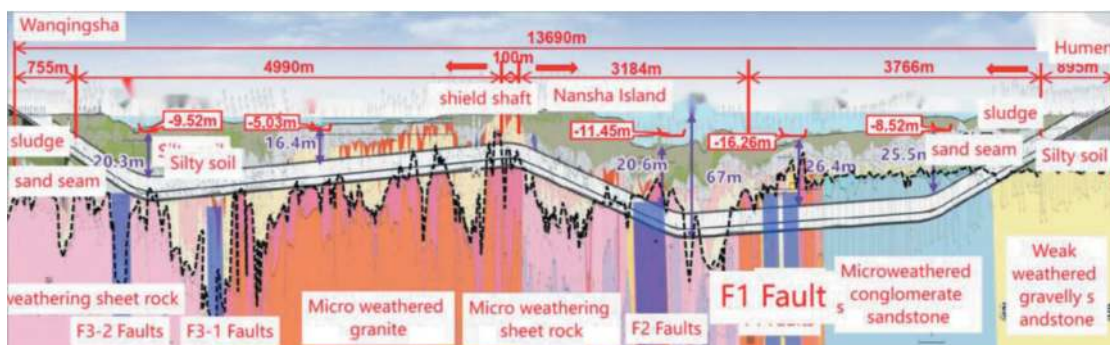 Wanqingsha
13690m
Humen
755m
4990m
100m
3184m
3766m
895m
shield shaft
Nansha Island
sludge
-9.52m
-5.03m
-11.45m
-16.26m
-8.52m
sludge
20.3m
Silty soil
16.4m
20.6m
67m
26.4m
25.5m
sand seam
Silty soil
sand seam
weathering sheet rock
F3-2 Faults
F3-1 Faults
Micro weathered
granite
Micro weathering
sheet rock
F2 Faults
F1 Fault
s
Microweathered
conglomerate
sandstone
Weak
weathered
gravelly s
andstone